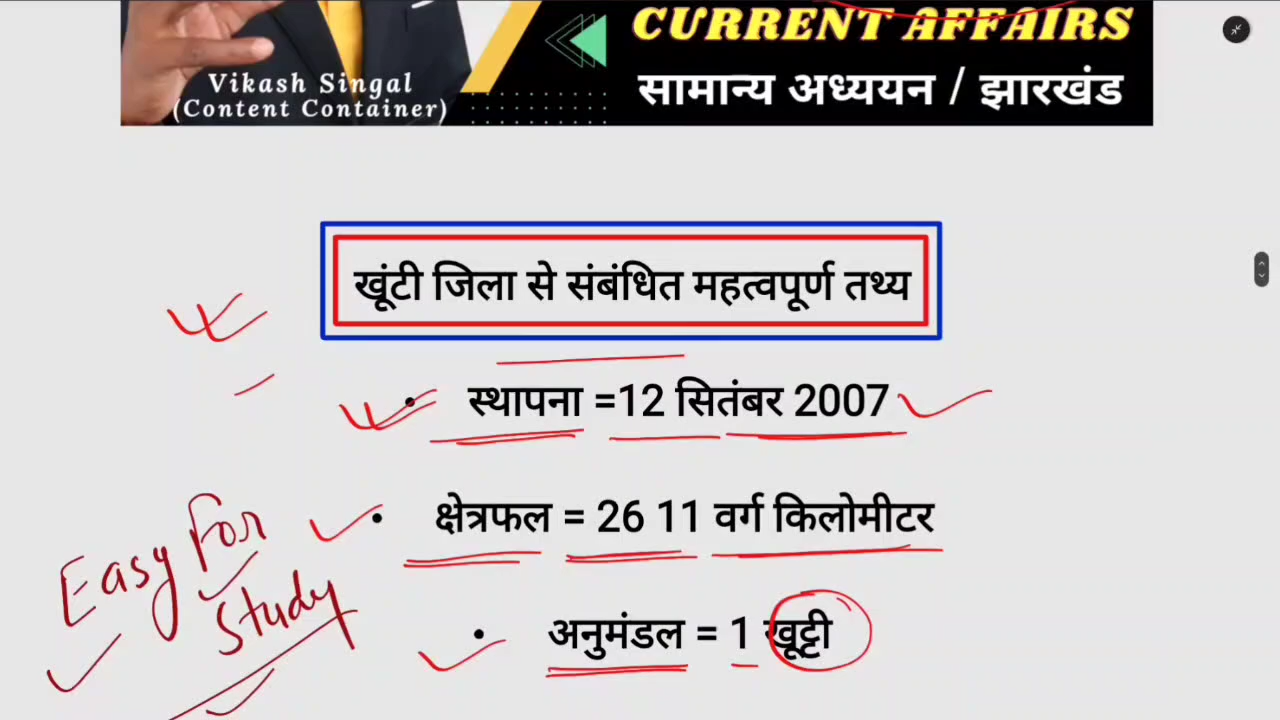 CURRENT AFFAIRS
Vikash Singal
(Content Container)
सामान्य अध्ययन / झारखंड
खूंटी जिला से संबंधित महत्वपूर्ण तथ्य
• स्थापना =12 सितंबर 2007
• क्षेत्रफल = 26 11 वर्ग किलोमीटर
• अनुमंडल = 1 खूट्टी
Easy For
Study